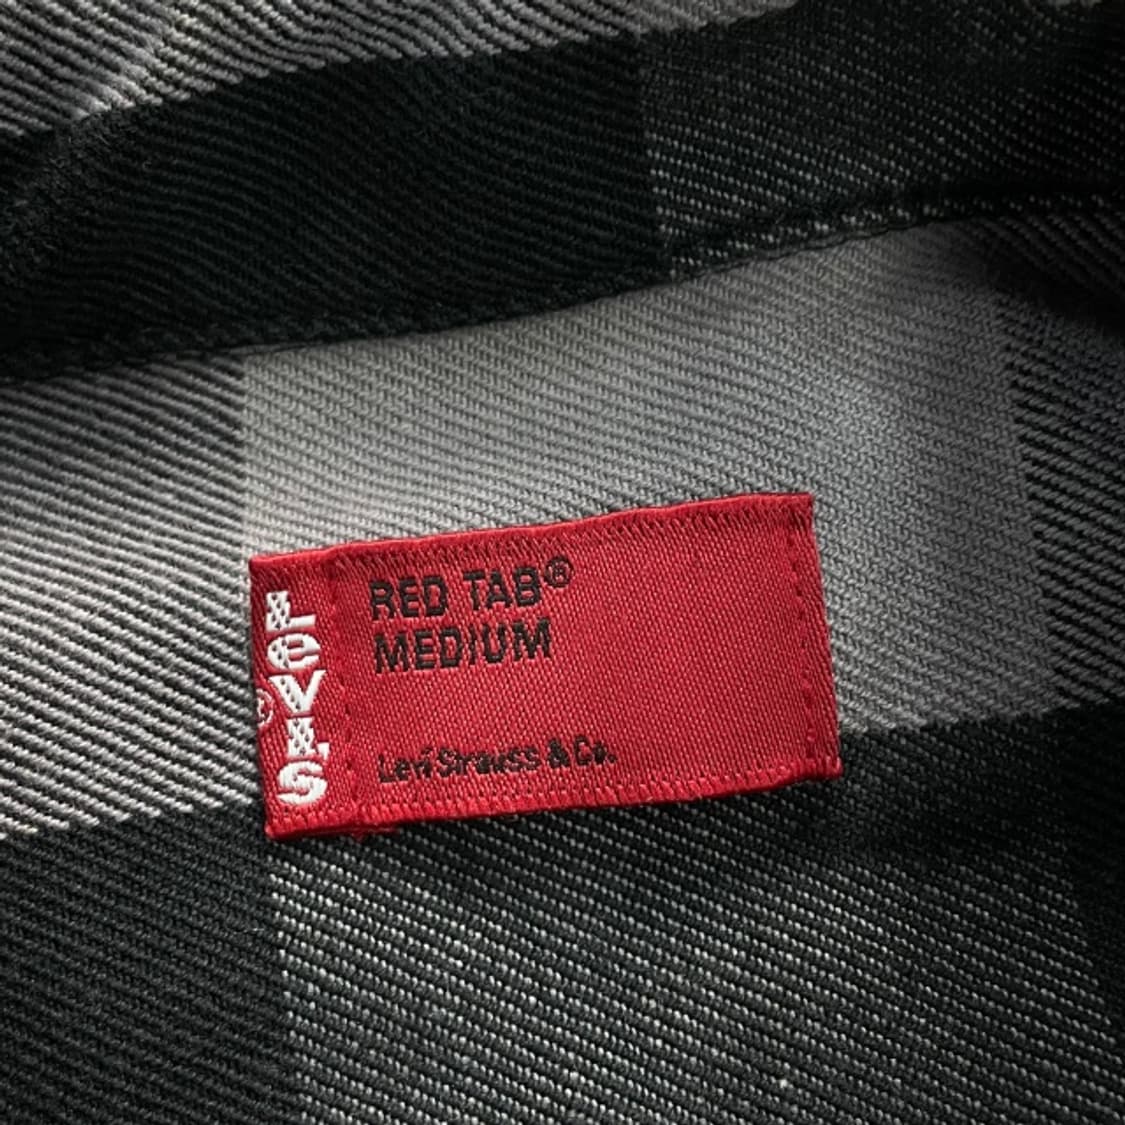 Levi's
®
RED TAB®
MEDIUM
Levi Strauss & Co.